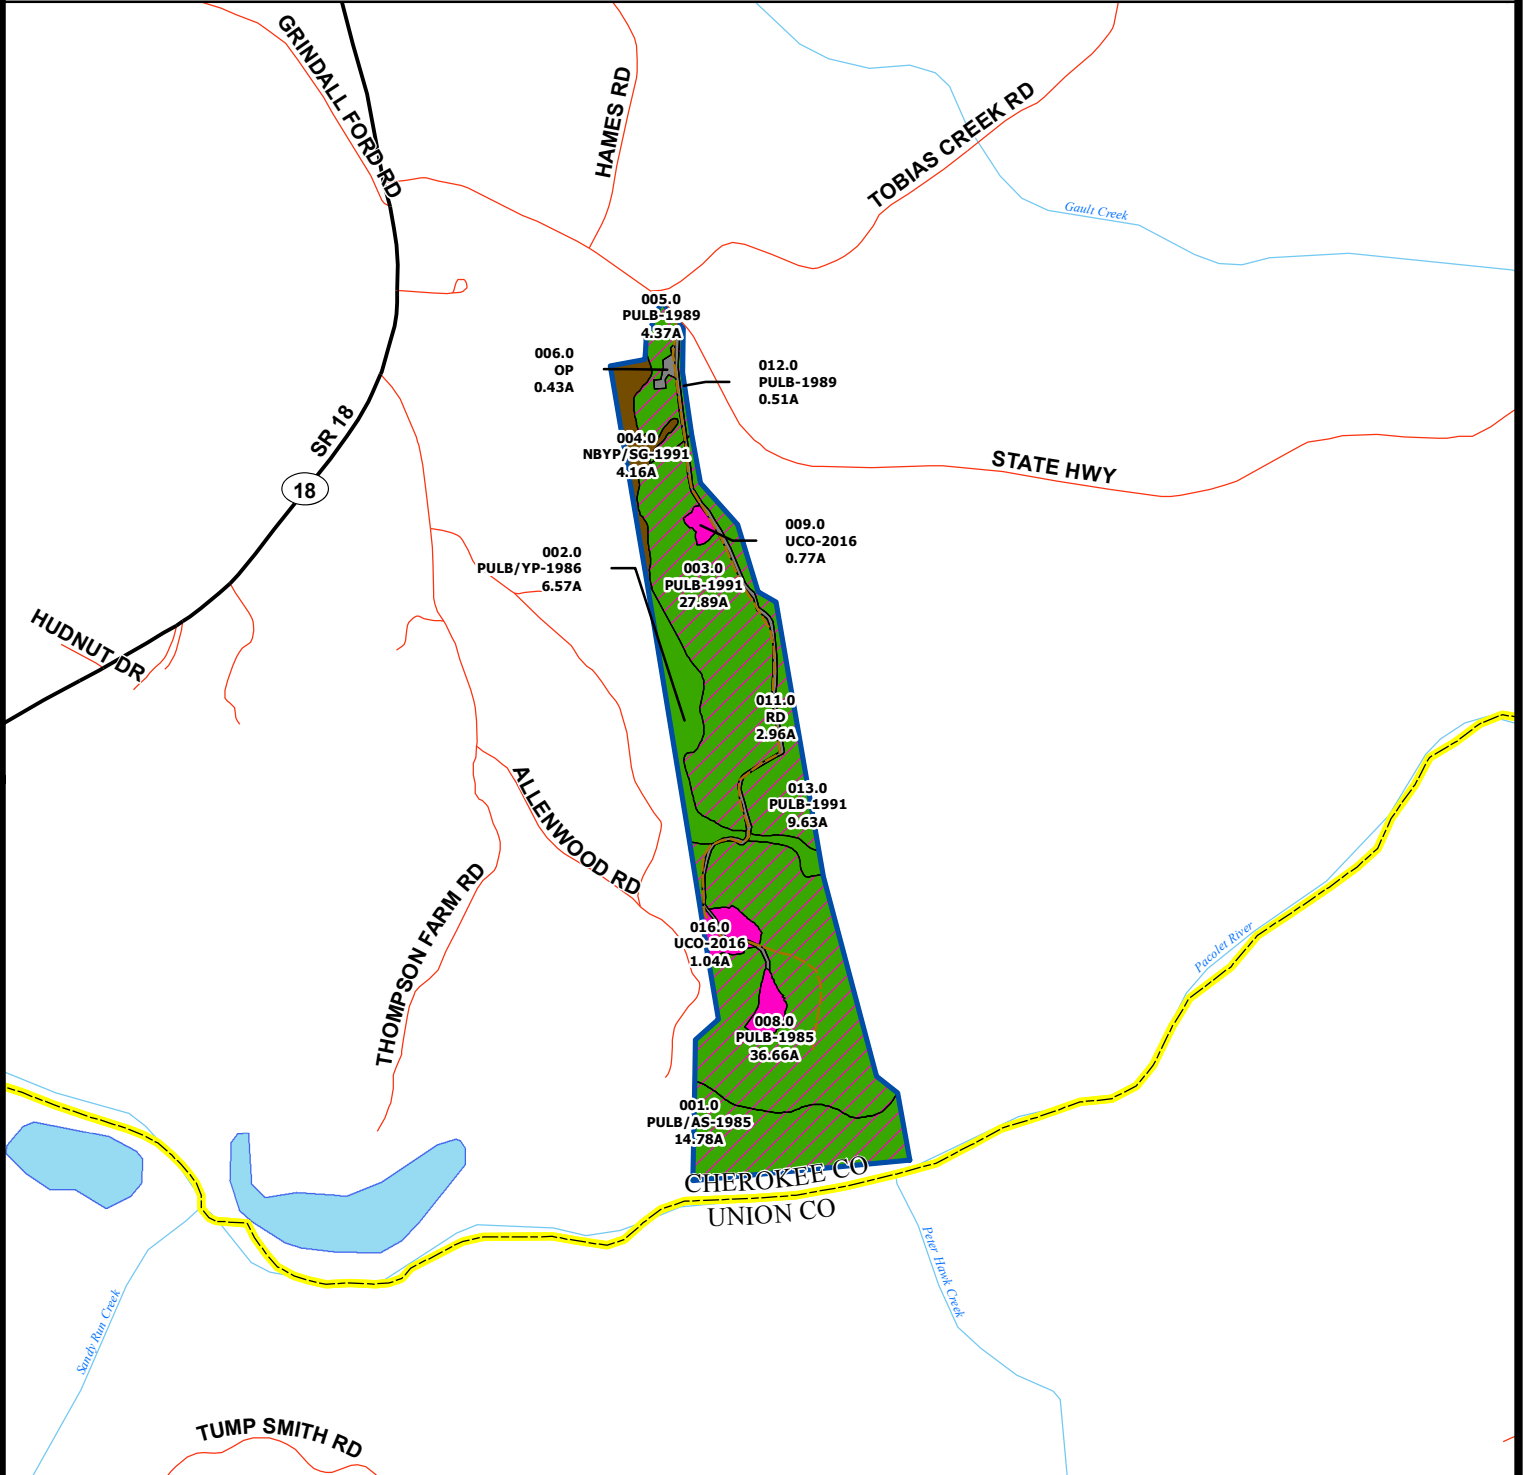 GRINDALL FORD RD
HAMES RD
TOBIAS CREEK RD
Gault Creek
005.0
PULB-1989
4.37A
006.0
OP
0.43A
012.0
PULB-1989
0.51A
SR 18
18
004.0
NBYP/SG-1991
4.16A
STATE HWY
009.0
UCO-2016
0.77A
002.0
PULB/YP-1986
6.57A
003.0
PULB-1991
27.89A
HUDNUT DR
011.0
RD
2.96A
013.0
PULB-1991
9.63A
ALLENWOOD RD
THOMPSON FARM RD
016.0
UCO-2016
1.04A
Pacolet River
008.0
PULB-1985
36.66A
001.0
PULB/AS-1985
14.78A
CHEROKEE CO
UNION CO
Peter Hawk Creek
Sandy Run Creek
TUMP SMITH RD